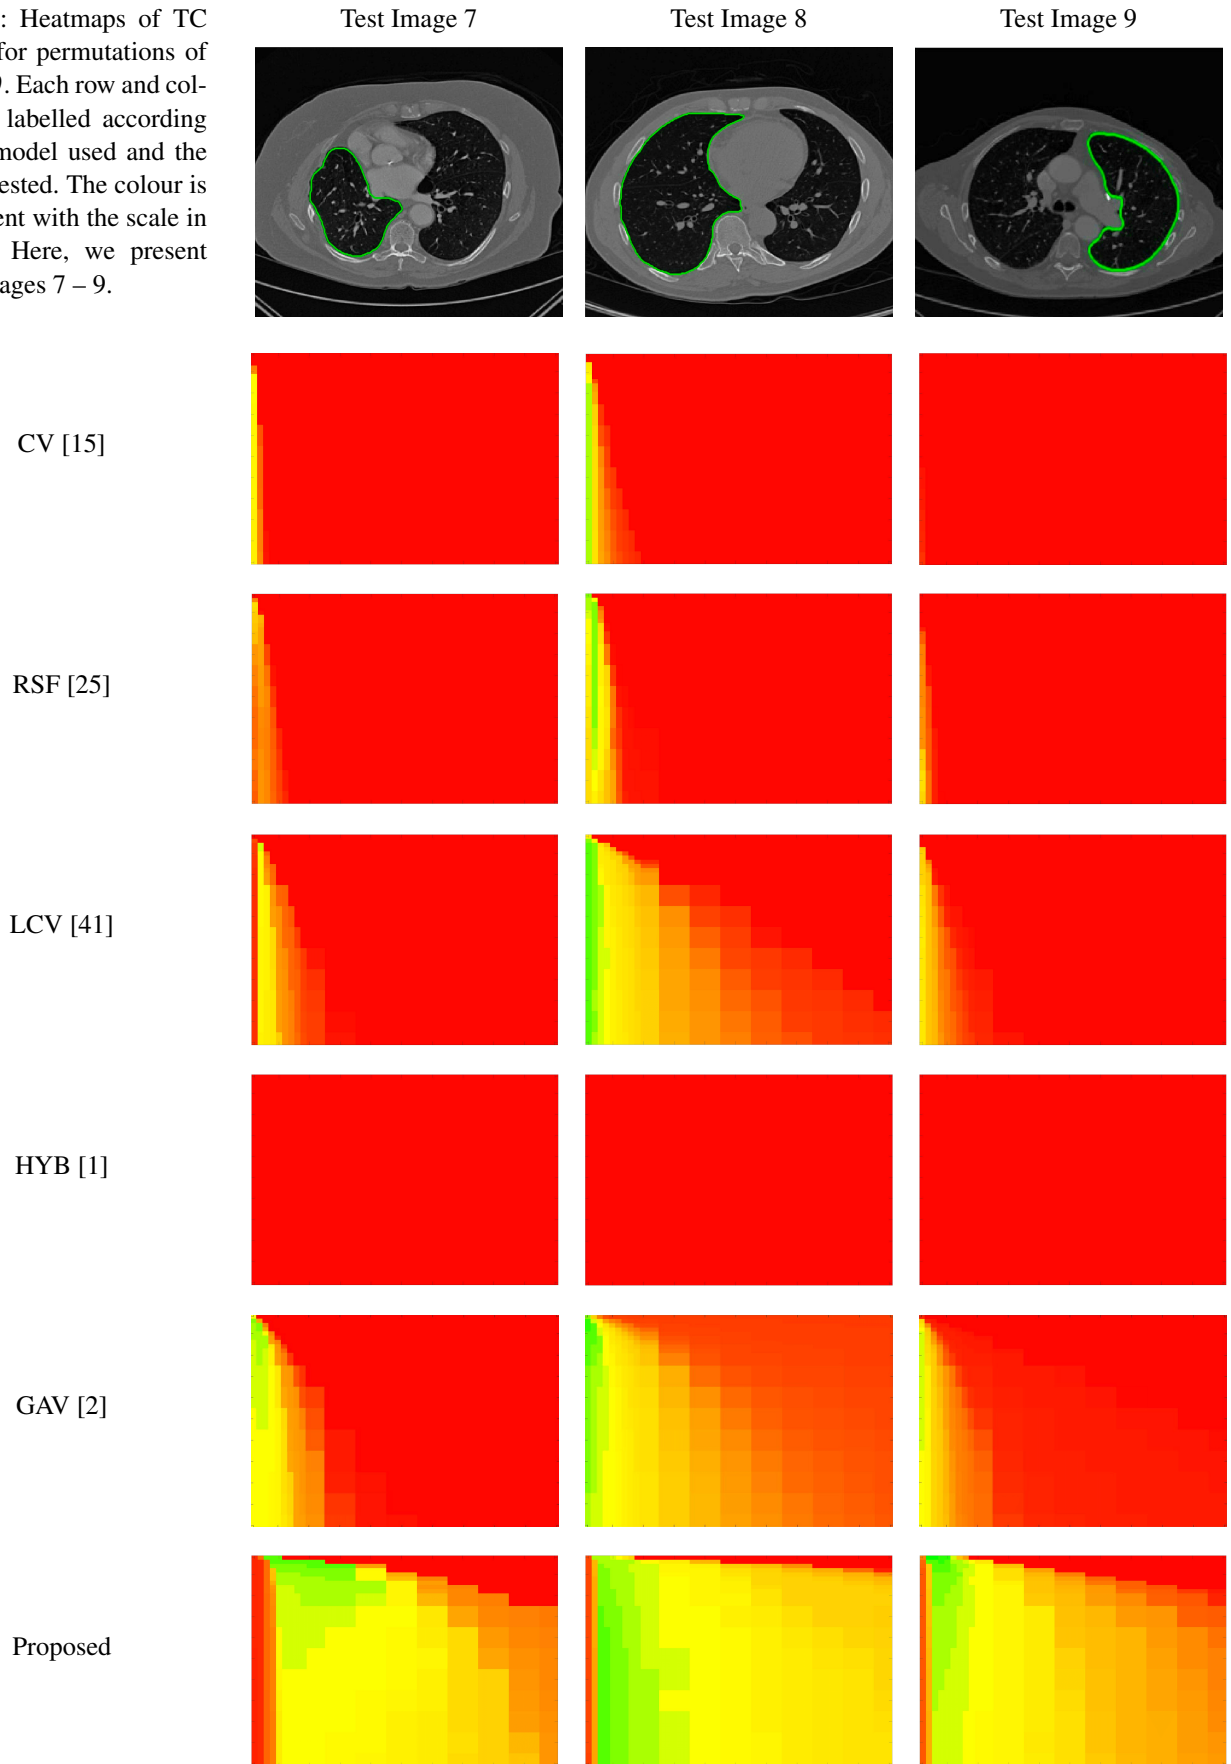 : Heatmaps of TC
for permutations of
9. Each row and col-
labelled according
model used and the
ested. The colour is
ent with the scale in
Here, we present
ages 7 – 9.
Test Image 7
Test Image 8
Test Image 9
CV [15]
RSF [25]
LCV [41]
HYB [1]
GAV [2]
Proposed